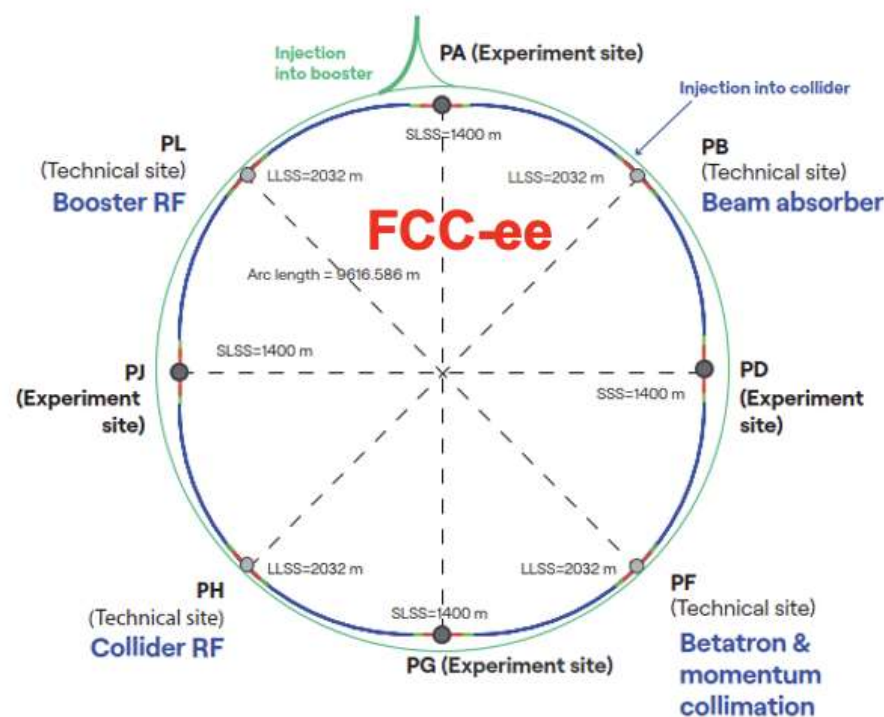 Injection
into booster
PA (Experiment site)
Injection into collider
SLSS=1400 m
PL
(Technical site)
Booster RF
LLSS=2032 m
LLSS=2032 m
PB
(Technical site)
Beam absorber
FCC-ee
Arc length = 9616.586 m
SLSS=1400 m
PJ
(Experiment
site)
PD
(Experiment
site)
SSS=1400 m
LLSS=2032 m
LLSS=2032 m
PH
(Technical site)
Collider RF
SLSS=1400 m
PG (Experiment site)
PF
(Technical site)
Betatron &
momentum
collimation